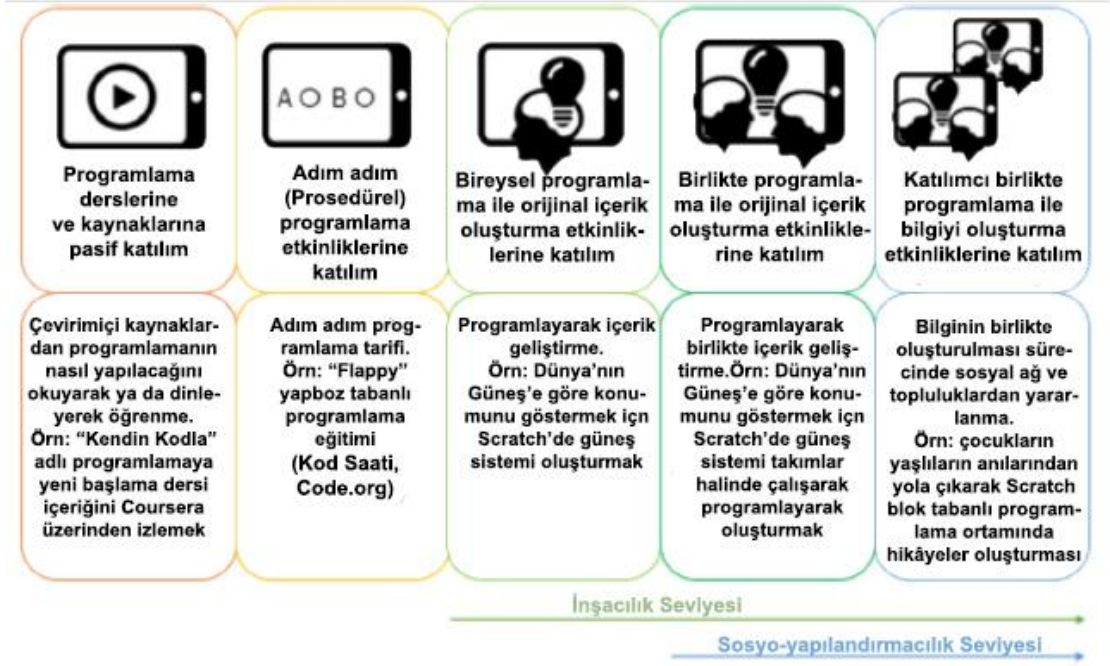 AOBO
Programlama
derslerine
ve kaynaklarına
pasif katılım
Adım adım
(Prosedürel)
programlama
etkinliklerine
katılım
Bireysel programla-
ma ile orijinal içerik
oluşturma etkinlik-
lerine katılım
Birlikte programla-
ma ile orijinal içerik
oluşturma etkinlikle-
rine katılım
Katılımcı birlikte
programlama ile
bilgiyi oluşturma
etkinliklerine katılım
Çevirimiçi kaynaklar-
dan programlamanın
nasıl yapılacağını
okuyarak ya da dinle-
yerek öğrenme.
Örn: “Kendin Kodla”
adlı programlamaya
yeni başlama dersi
içeriğini Coursera
üzerinden izlemek
Adım adım prog-
ramlama tarifi.
Örn: “Flappy”
yapboz tabanlı
programlama
eğitimi
(Kod Saati,
Code.org)
Programlayarak içerik
geliştirme.
Örn: Dünya’nın
Güneş’e göre konu-
munu göstermek içn
Scratch’de güneş
sistemi oluşturmak
Programlayarak
birlikte içerik geliş-
tirme.Örn: Dünya’nın
Güneş’e göre konu-
munu göstermek içn
Scratch’de güneş
sistemi takımlar
halinde çalışarak
programlayarak
oluşturmak
Bilginin birlikte
oluşturulması süre-
cinde sosyal ağ ve
topluluklardan yarar-
lanma.
Örn: çocukların
yaşlıların anılarından
yola çıkarak Scratch
blok tabanlı program-
lama ortamında
hikâyeler oluşturması
İnşacılık Seviyesi
Sosyo-yapılandırmacılık Seviyesi